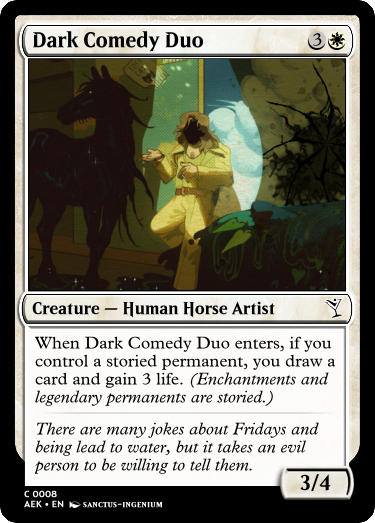 Dark Comedy Duo 3
Creature — Human Horse Artist
When Dark Comedy Duo enters, if you
control a storied permanent, you draw a
card and gain 3 life. (Enchantments and
legendary permanents are storied.)
There are many jokes about Fridays and
being lead to water, but it takes an evil
person to be willing to tell them.
3/4
C 0008
AEK • EN SANCTUS-INGENIUM